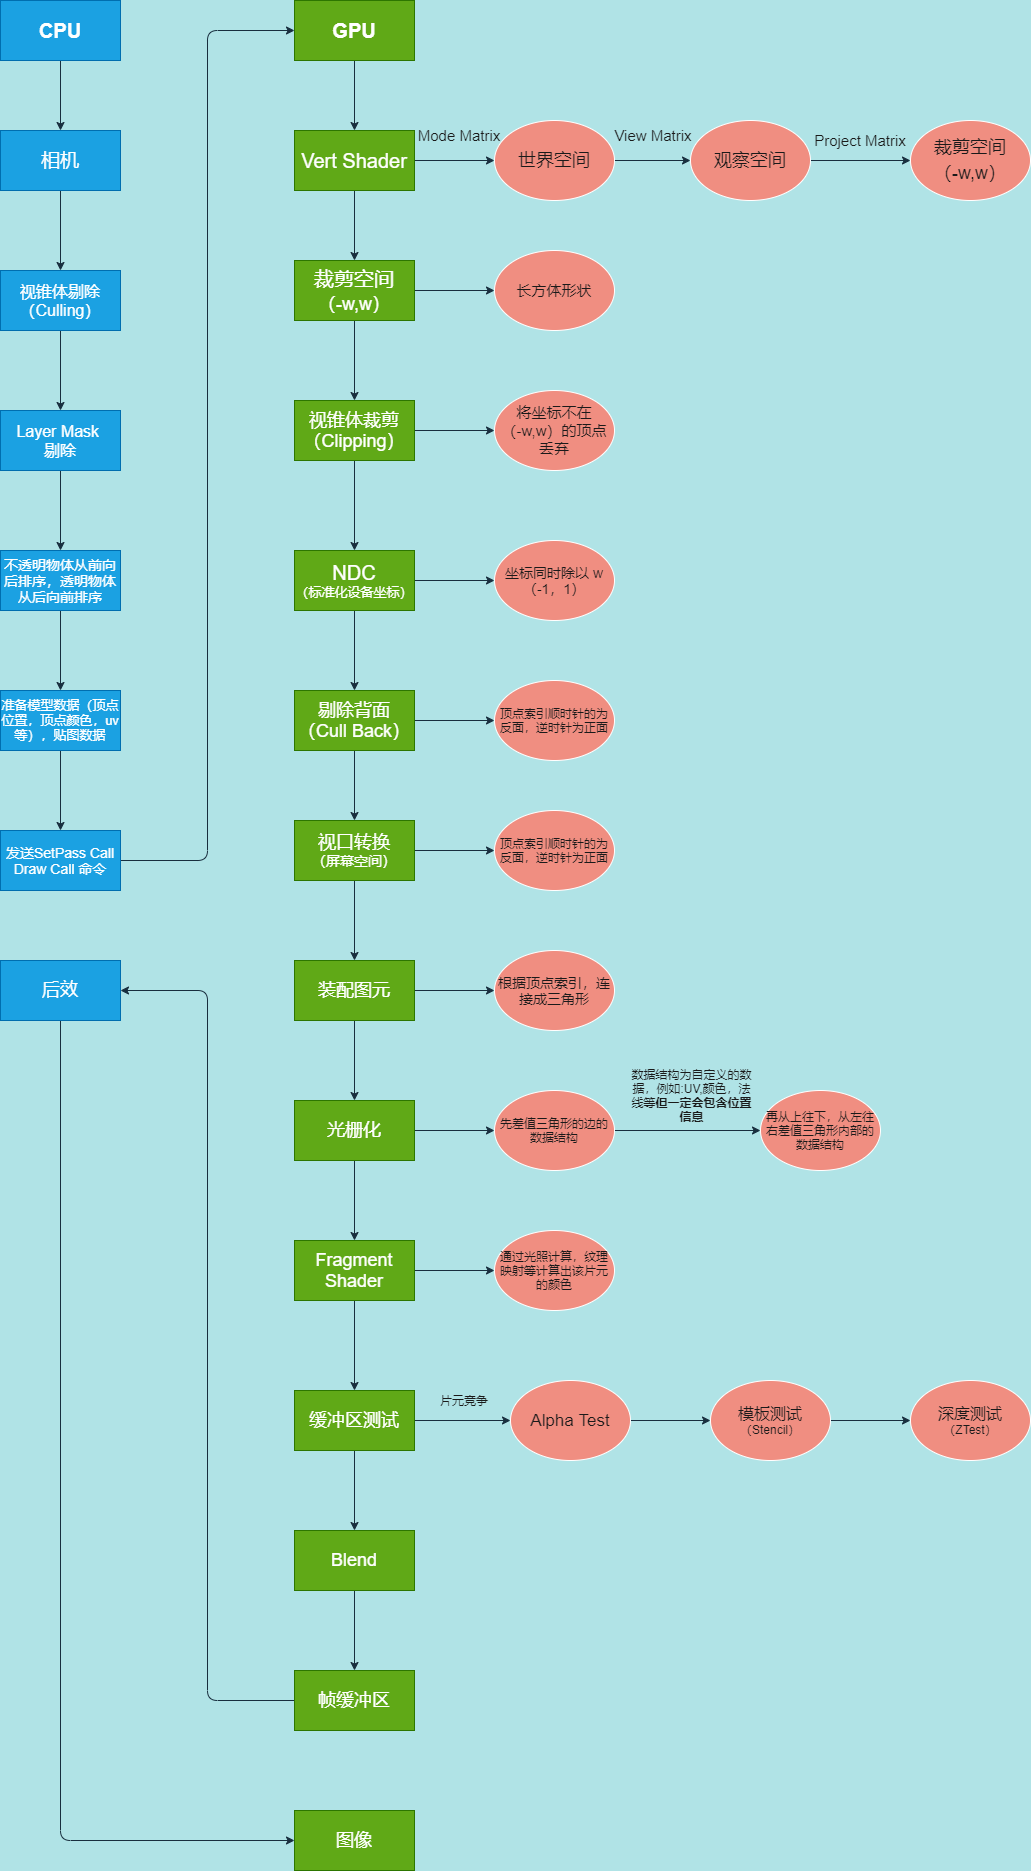 CPU
相机
视锥体剔除
（Culling）
Layer Mask
剔除
不透明物体从前向
后排序，透明物体
从后向前排序
准备模型数据（顶点
位置，顶点颜色，uv
等），贴图数据
发送SetPass Call
Draw Call 命令
后效
GPU
Vert Shader
Mode Matrix
世界空间
View Matrix
观察空间
Project Matrix
裁剪空间
（-w,w）
裁剪空间
（-w,w）
长方体形状
视锥体裁剪
（Clipping）
将坐标不在
（-w,w）的顶点
丢弃
NDC
（标准化设备坐标）
坐标同时除以 w
（-1，1）
剔除背面
（Cull Back）
顶点索引顺时针的为
反面，逆时针为正面
视口转换
（屏幕空间）
顶点索引顺时针的为
反面，逆时针为正面
装配图元
根据顶点索引，连
接成三角形
光栅化
先差值三角形的边的
数据结构
数据结构为自定义的数
据，例如:UV,颜色，法
线等但一定会包含位置
信息
再从上往下，从左往
右差值三角形内部的
数据结构
Fragment
Shader
通过光照计算，纹理
映射等计算出该片元
的颜色
缓冲区测试
片元竞争
Alpha Test
模板测试
（Stencil）
深度测试
（ZTest）
Blend
帧缓冲区
图像